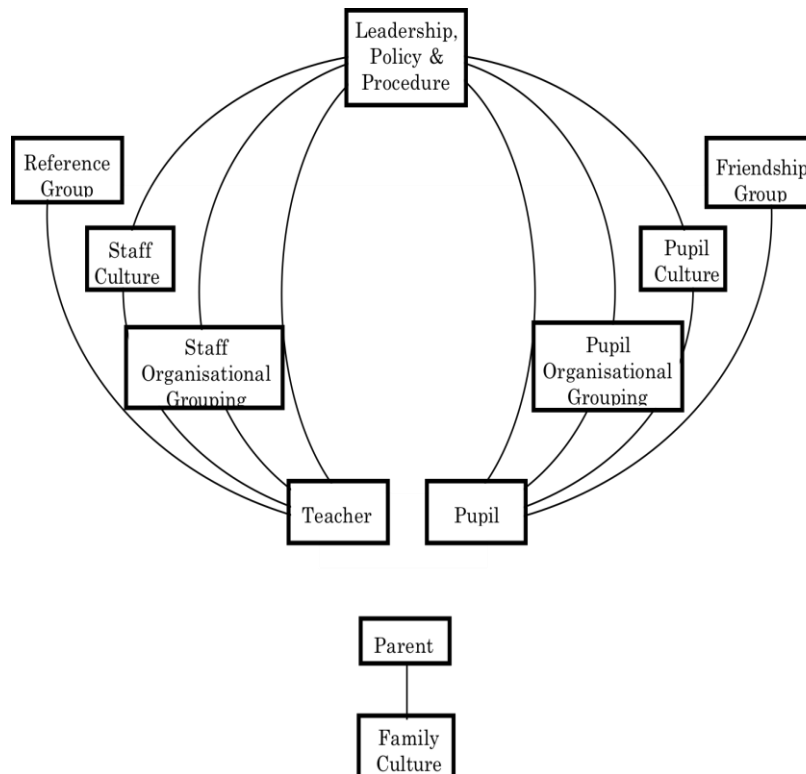 Leadership,
Policy &
Procedure
Reference
Group
Friendship
Group
Staff
Culture
Pupil
Culture
Staff
Organisational
Grouping
Pupil
Organisational
Grouping
Teacher
Pupil
Parent
Family
Culture